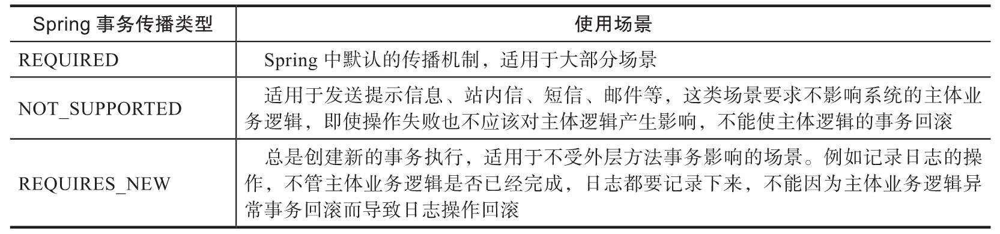 Spring 事务传播类型 使用场景
REQUIRED Spring 中默认的传播机制，适用于大部分场景
适用于发送提示信息、站内信、短信、邮件等，这类场景要求不影响系统的主体业
NOT_SUPPORTED
务逻辑，即使操作失败也不应该对主体逻辑产生影响，不能使主体逻辑的事务回滚
总是创建新的事务执行，适用于不受外层方法事务影响的场景。例如记录日志的操
REQUIRES_NEW 作，不管主体业务逻辑是否已经完成，日志都要记录下来，不能因为主体业务逻辑异
常事务回滚而导致日志操作回滚